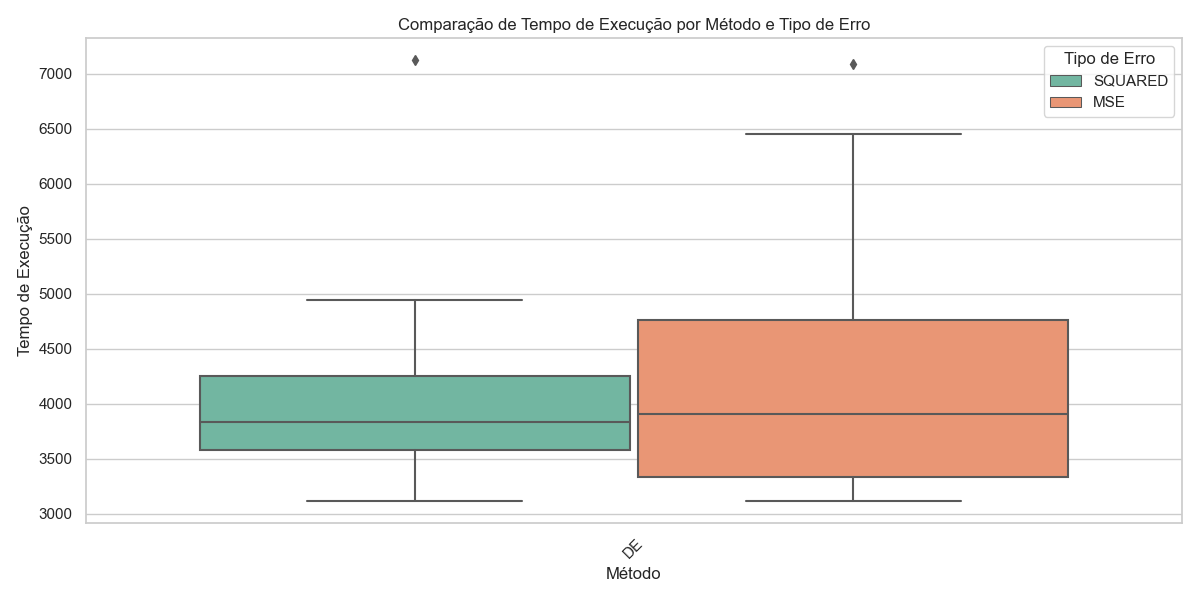 Comparação de Tempo de Execução por Método e Tipo de Erro
Tipo de Erro
SQUARED
MSE
Tempo de Execução
7000
6500
6000
5500
5000
4500
4000
3500
3000
DE
Método